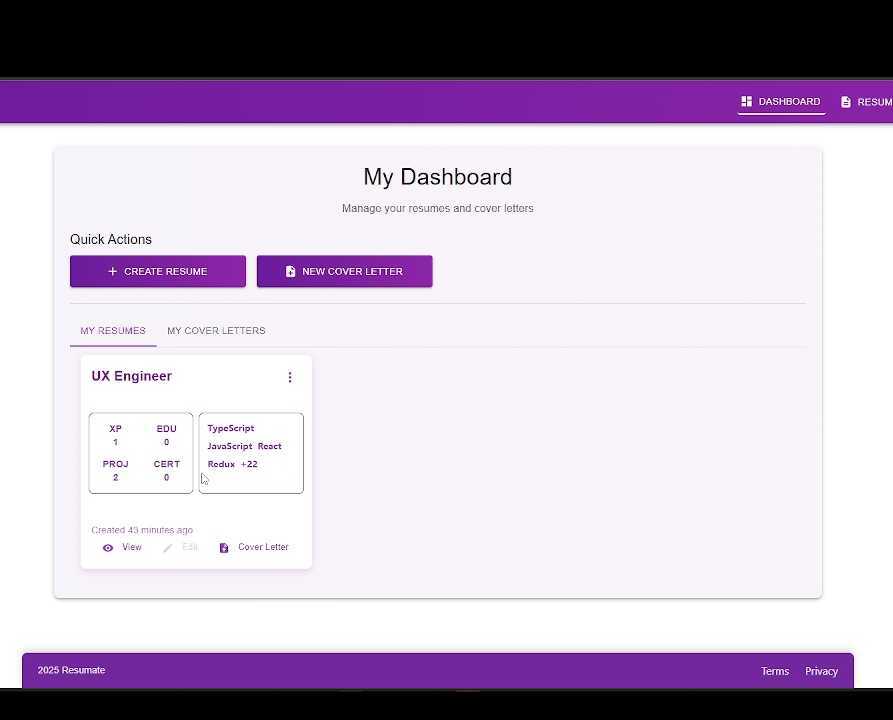 DASHBOARD RESUM
My Dashboard
Manage your resumes and cover letters
Quick Actions
CREATE RESUME NEW COVER LETTER
MY RESUMES MY COVER LETTERS
UX Engineer
XP EDU
1 0
PROJ CERT
2 0
TypeScript
JavaScript React
Redux +22
Created 43 minutes ago
View Edit Cover Letter
2025 Resumate Terms Privacy